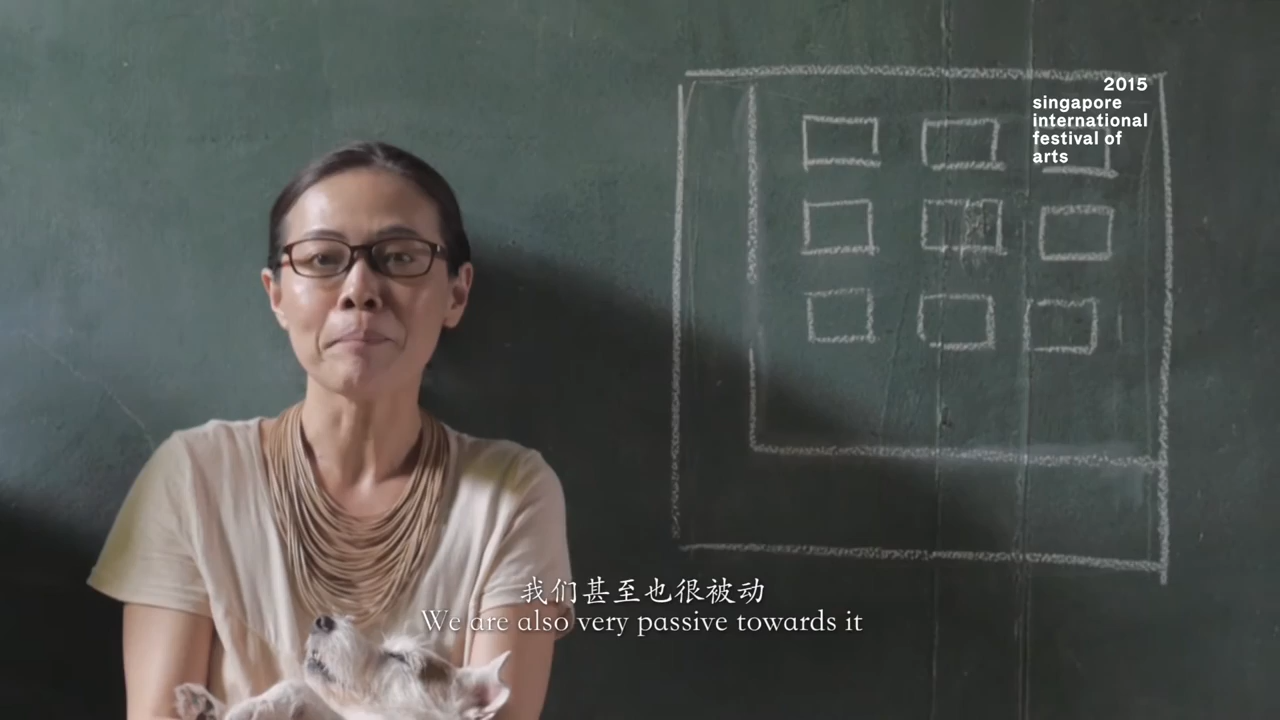 2015
singapore
international
festival of
arts
我们甚至也很被动
We are also very passive towards it